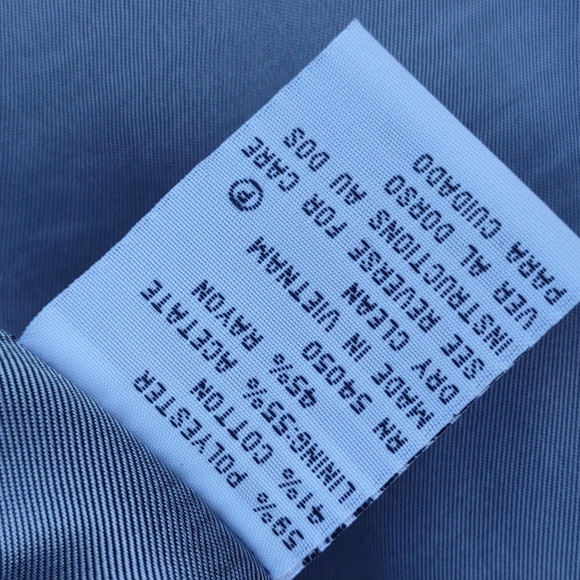 59% POLYESTER
41% COTTON
LINING:55% ACETATE
45% RAYON
RN 54050
MADE IN VIETNAM
DRY CLEAN Ⓟ
SEE REVERSE FOR CARE
INSTRUCTIONS AU DOS
VER AL DORSO
PARA CUIDADO